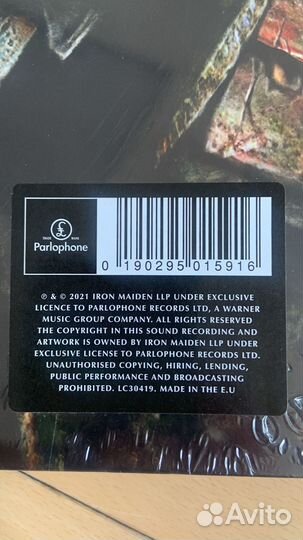 £
TRADE MARK
Parlophone
0 190295 015916
℗ & © 2021 IRON MAIDEN LLP UNDER EXCLUSIVE
LICENCE TO PARLOPHONE RECORDS LTD, A WARNER
MUSIC GROUP COMPANY. ALL RIGHTS RESERVED
THE COPYRIGHT IN THIS SOUND RECORDING AND
ARTWORK IS OWNED BY IRON MAIDEN LLP UNDER
EXCLUSIVE LICENSE TO PARLOPHONE RECORDS LTD.
UNAUTHORISED COPYING, HIRING, LENDING,
PUBLIC PERFORMANCE AND BROADCASTING
PROHIBITED. LC30419. MADE IN THE E.U
Avito